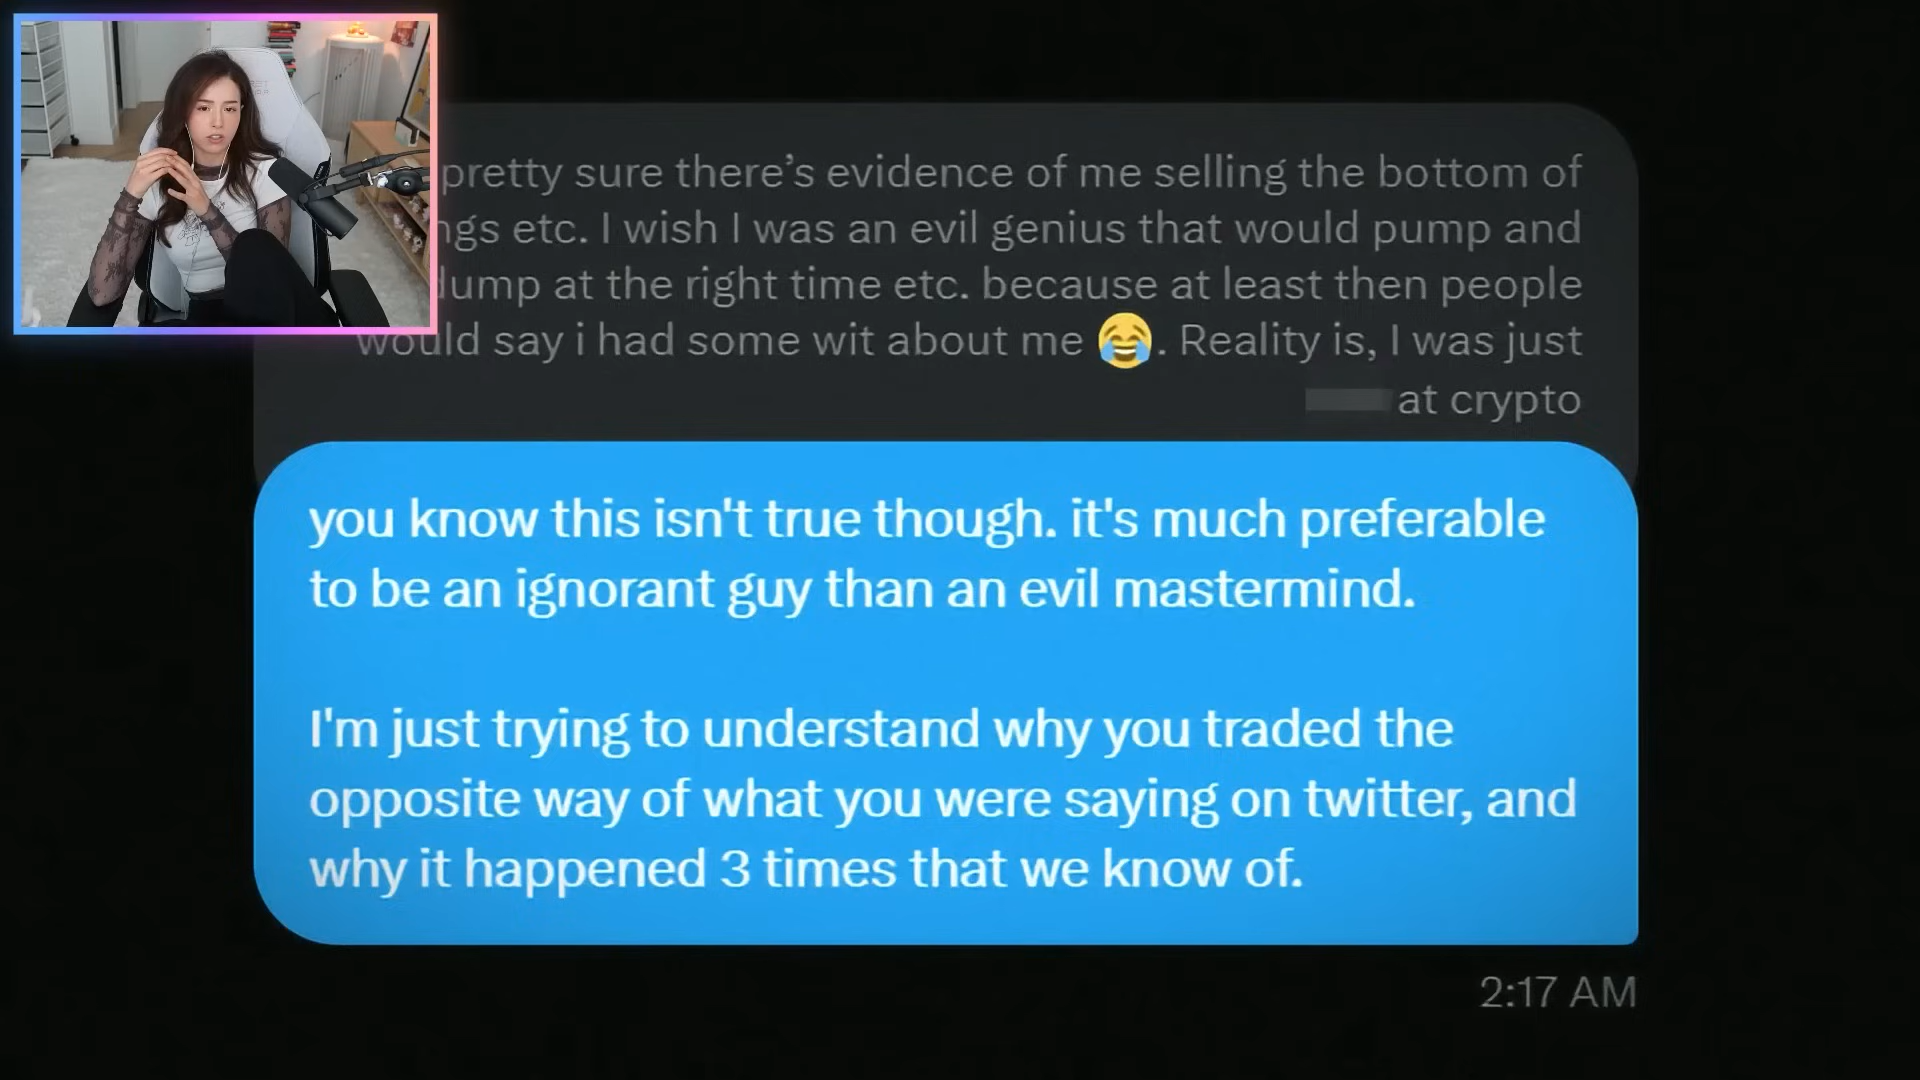 pretty sure there's evidence of me selling the bottom of
etc. I wish I was an evil genius that would pump and
dump at the right time etc. because at least then people
would say i had some wit about me 😂. Reality is, I was just
at crypto
you know this isn't true though. it's much preferable
to be an ignorant guy than an evil mastermind.
I'm just trying to understand why you traded the
opposite way of what you were saying on twitter, and
why it happened 3 times that we know of.
2:17 AM